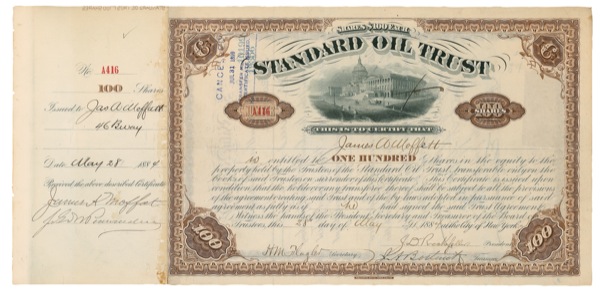 No A416
100 Shares
Issued to Jas A Moffatt
46 Bway
Date May 28 1884
Received the above described Certificate
SHARES $100 EACH
STANDARD OIL TRUST
A416
100 SHARES
THIS IS TO CERTIFY THAT
James A Moffatt
is entitled to ONE HUNDRED Shares in the equity to the
property held by the Trustees of the Standard Oil Trust, transferable only on the
books of said Trustees on surrender of this Certificate. This Certificate is issued upon
condition that the holder or any transferee hereof shall be subject to all the provisions
of the agreement creating said Trust and of the by-laws adopted in pursuance of said
agreement as fully as if he had signed the said Trust Agreement.
Witness the hands of the President, Secretary and Treasurer of the Board of
Trustees this 28 day of May 1884 at the City of New York.
J.D. Rockefeller President
Secretary
Treasurer
100
100